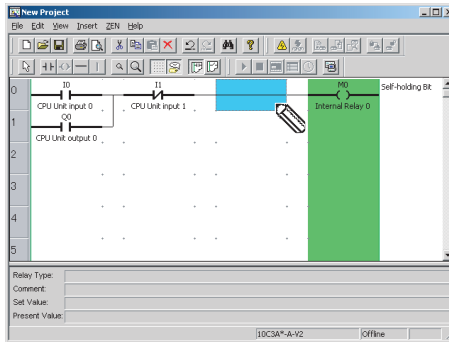 New Project
File Edit View Insert ZEN Help
0
I0
I1
M0
Self-holding Bit
CPU Unit input 0
CPU Unit input 1
Internal Relay 0
1
Q0
CPU Unit output 0
2
3
4
5
Relay Type:
Comment:
Set Value:
Present Value:
10C3A*-A-V2
Offline